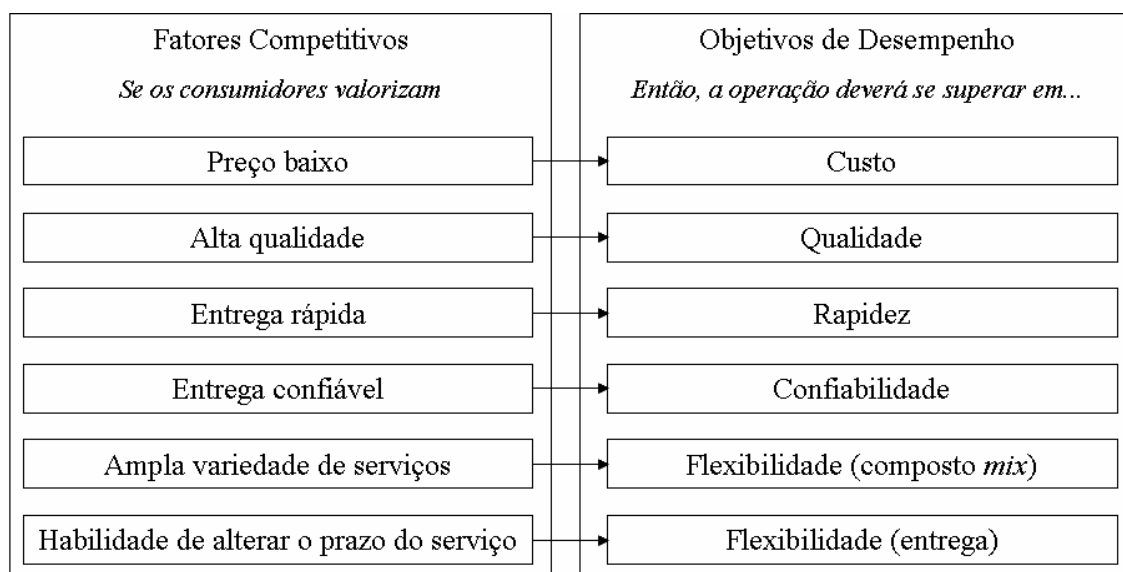 Fatores Competitivos
Se os consumidores valorizam
Preço baixo
Alta qualidade
Entrega rápida
Entrega confiável
Ampla variedade de serviços
Habilidade de alterar o prazo do serviço
Objetivos de Desempenho
Então, a operação deverá se superar em...
Custo
Qualidade
Rapidez
Confiabilidade
Flexibilidade (composto mix)
Flexibilidade (entrega)